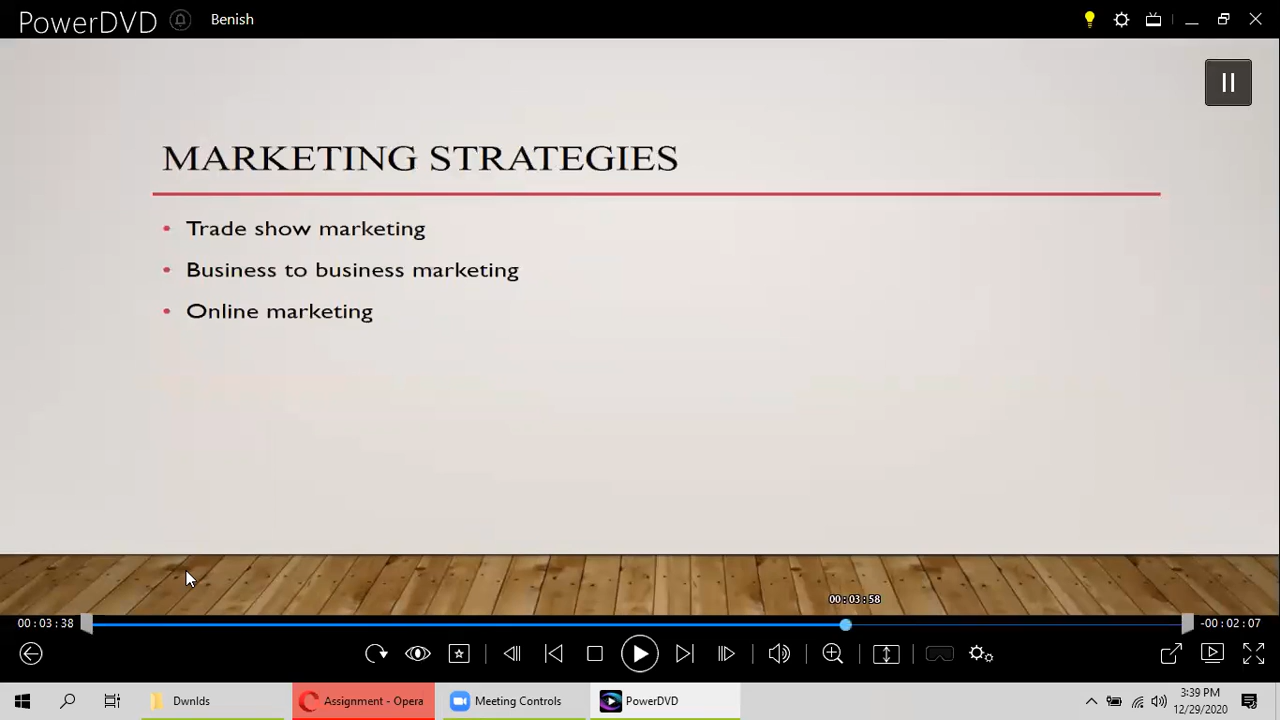 PowerDVD
Benish
MARKETING STRATEGIES
• Trade show marketing
• Business to business marketing
• Online marketing
00:03:58
00:03:38
-00:02:07
Dwnlds
Assignment - Opera
Meeting Controls
PowerDVD
3:39 PM
12/29/2020